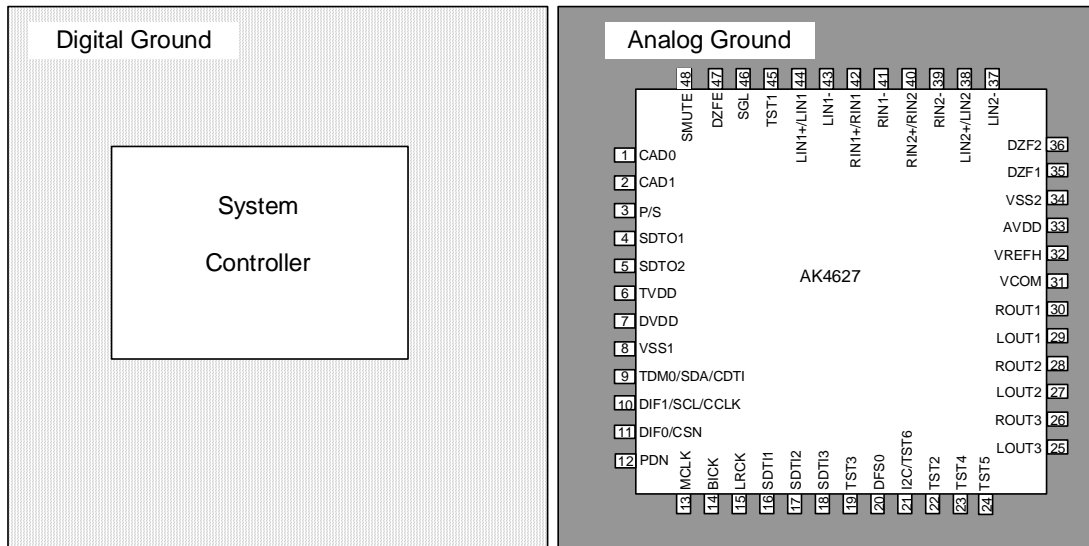 Digital Ground
System
Controller
Analog Ground
48 47 46 45 44 43 42 41 40 39 38 37
SMUTE
DZFE
SGL
TST1
LIN1+/LIN1
LIN1-
RIN1+/RIN1
RIN1-
RIN2+/RIN2
RIN2-
LIN2+/LIN2
LIN2-
1 CAD0
2 CAD1
3 P/S
4 SDTO1
5 SDTO2
6 TVDD
7 DVDD
8 VSS1
9 TDM0/SDA/CDTI
10 DIF1/SCL/CCLK
11 DIF0/CSN
12 PDN
AK4627
DZF2 36
DZF1 35
VSS2 34
AVDD 33
VREFH 32
VCOM 31
ROUT1 30
LOUT1 29
ROUT2 28
LOUT2 27
ROUT3 26
LOUT3 25
MCLK
BICK
LRCK
SDTI1
SDTI2
SDTI3
TST3
DFS0
I2C/TST6
TST2
TST4
TST5
13 14 15 16 17 18 19 20 21 22 23 24